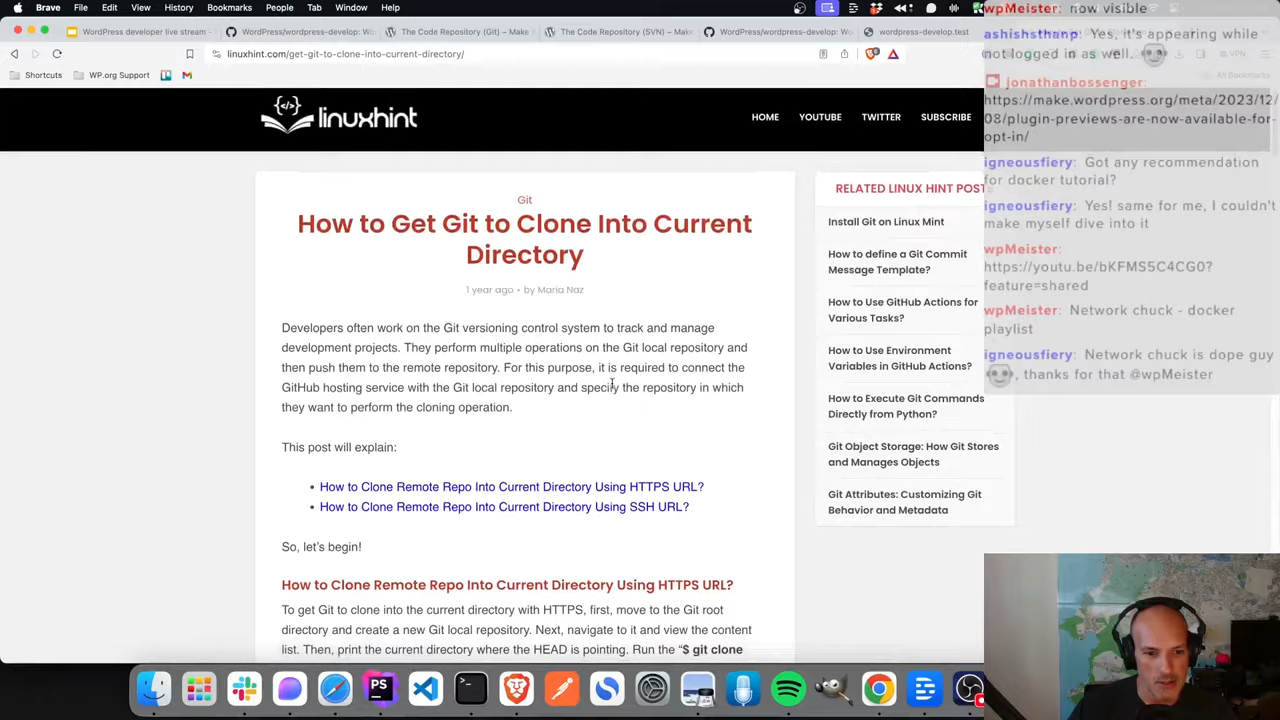 Brave File Edit View History Bookmarks People Tab Window Help
WordPress developer live stream -
WordPress/wordpress-develop: Wo
The Code Repository (Git) – Make
The Code Repository (SVN) – Make
WordPress/wordpress-develop: Wo
wordpress-develop.test
linuxhint.com/get-git-to-clone-into-current-directory/
VPN
Shortcuts
WP.org Support
All Bookmarks
linuxhint
HOME YOUTUBE TWITTER SUBSCRIBE
Git
How to Get Git to Clone Into Current
Directory
1 year ago • by Maria Naz
Developers often work on the Git versioning control system to track and manage
development projects. They perform multiple operations on the Git local repository and
then push them to the remote repository. For this purpose, it is required to connect the
GitHub hosting service with the Git local repository and specify the repository in which
they want to perform the cloning operation.
This post will explain:
• How to Clone Remote Repo Into Current Directory Using HTTPS URL?
• How to Clone Remote Repo Into Current Directory Using SSH URL?
So, let's begin!
How to Clone Remote Repo Into Current Directory Using HTTPS URL?
To get Git to clone into the current directory with HTTPS, first, move to the Git root
directory and create a new Git local repository. Next, navigate to it and view the content
list. Then, print the current directory where the HEAD is pointing. Run the “$ git clone
RELATED LINUX HINT POST
Install Git on Linux Mint
How to define a Git Commit
Message Template?
How to Use GitHub Actions for
Various Tasks?
How to Use Environment
Variables in GitHub Actions?
How to Execute Git Commands
Directly from Python?
Git Object Storage: How Git Stores
and Manages Objects
Git Attributes: Customizing Git
Behavior and Metadata
wpMeister: now visible
ashishsthanp: Yes, it's appearing while
not logged in as well.
jonathanbossenger:
https://make.wordpress.org/meta/2023/12/
08/plugin-previews-are-now-available-for-
opt-in/
igneousfiery: Got any recommendation
for docker tutorial?
igneousfiery: Yes! same for me, I couldn't
make myself dive into it
wpMeister:
https://youtu.be/bKFMS5C4CG0?
feature=shared
wpMeister: Network chuck - docker
playlist
igneousfiery: Network chuck is dope guy
, thanks for that @wpMeister
PS